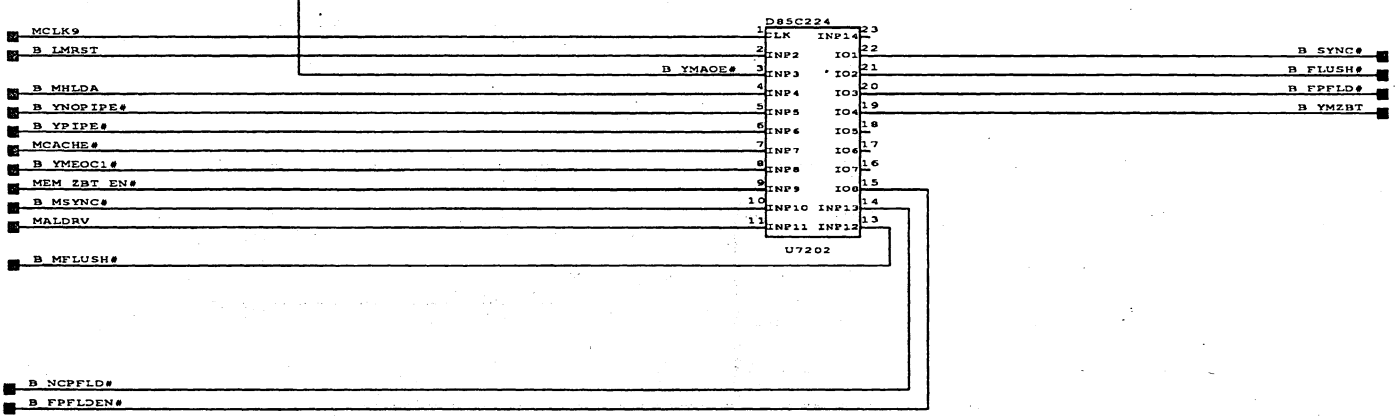 D85C224
MCLK9 1 CLK INP14 23
B LMRST 2 INP2 IO1 22 B SYNC#
B YMAOE# 3 INP3 IO2 21 B FLUSH#
B MHLDA 4 INP4 IO3 20 B FPFLD#
B YNOPIPE# 5 INP5 IO4 19 B YMZBT
B YPIPE# 6 INP6 IO5 18
MCACHE# 7 INP7 IO6 17
B YMEOC1# 8 INP8 IO7 16
MEM ZBT EN# 9 INP9 IO8 15
B MSYNC# 10 INP10 INP13 14
MALDRV 11 INP11 INP12 13
U7202
B MFLUSH#
B NCPFLD#
B FPFLDEN#